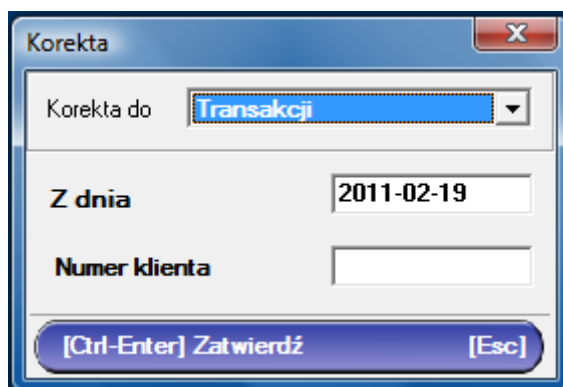 Korekta
Korekta do Transakcji
Z dnia 2011-02-19
Numer klienta
[Ctrl-Enter] Zatwierdź [Esc]